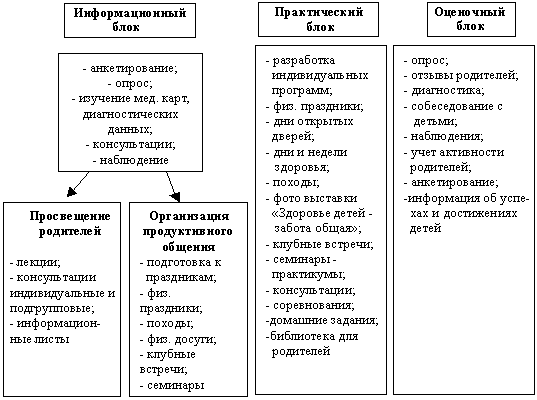 Информационный
блок
- анкетирование;
- опрос;
- изучение мед. карт,
диагностических
данных;
- консультации;
- наблюдение
Просвещение
родителей
- лекции;
- консультации
индивидуальные и
подгрупповые;
- информацион-
ные листы
Организация
продуктивного
общения
- подготовка к
праздникам;
- физ.
праздники;
- походы;
- физ. досуги;
- клубные
встречи;
- семинары
Практический
блок
- разработка
индивидуальных
программ;
- физ. праздники;
- дни открытых
дверей;
- дни и недели
здоровья;
- походы;
- фото выставки
«Здоровье детей -
забота общая»;
- клубные встречи;
- семинары -
практикумы;
- консультации;
- соревнования;
-домашние задания;
-библиотека для
родителей
Оценочный
блок
- опрос;
- отзывы родителей;
- диагностика;
- собеседование с
детьми;
- наблюдения;
- учет активности
родителей;
- анкетирование;
-информация об успе-
хах и достижениях
детей